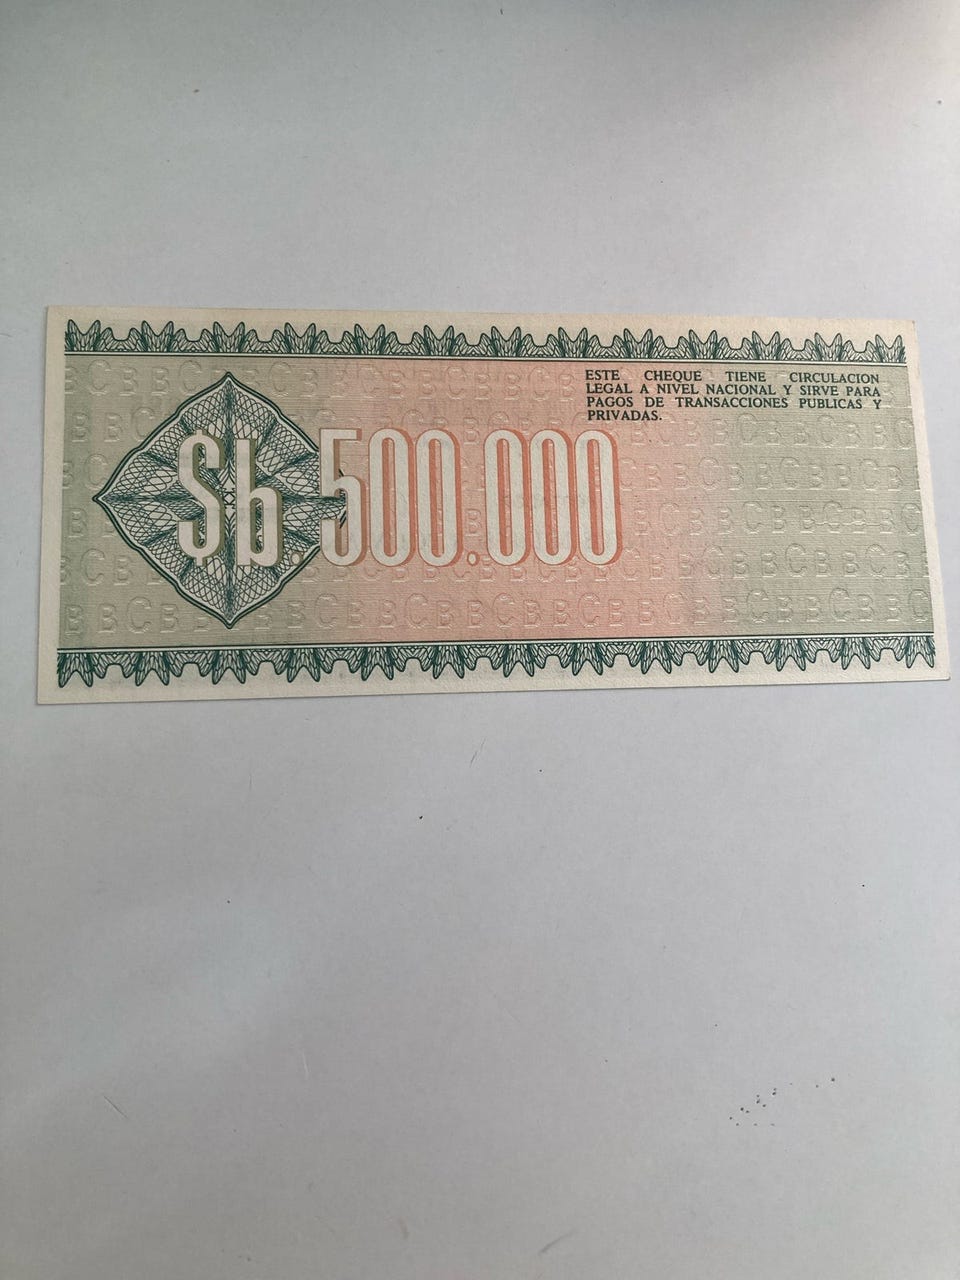 ESTE CHEQUE TIENE CIRCULACION
LEGAL A NIVEL NACIONAL Y SIRVE PARA
PAGOS DE TRANSACCIONES PUBLICAS Y
PRIVADAS.
$b.500.000